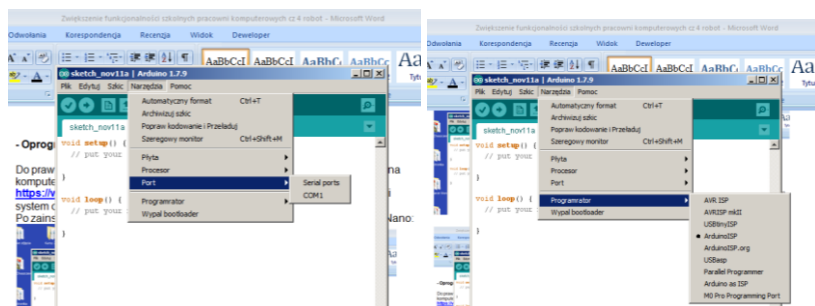 Zwiększenie funkcjonalności szkolnych pracowni komputerowych cz 4 robot - Microsoft Word
Odwołania Korespondencja Recenzja Widok Deweloper
AaBbCcI AaBbCcI AaBbC AaBbCc Aa
Tytu
sketch_nov11a | Arduino 1.7.9
Plik Edytuj Szkic Narzędzia Pomoc
Automatyczny format Ctrl+T
Archiwizuj szkic
Popraw kodowanie i Przeładuj
Szeregowy monitor Ctrl+Shift+M
Płyta
Procesor
Port
Programator
Wypal bootloader
Serial ports
COM1
sketch_nov11a
void setup() {
// put your
}
void loop() {
// put your
}
- Oprog
Do praw
kompute
https://
system o
Po zains
na
i
Nano:
Zwiększenie funkcjonalności szkolnych pracowni komputerowych cz 4 robot - Microsoft Word
Odwołania Korespondencja Recenzja Widok Deweloper
AaBbCcI AaBbCcI AaBbC AaBbCc Aa
Tytu
sketch_nov11a | Arduino 1.7.9
Plik Edytuj Szkic Narzędzia Pomoc
Automatyczny format Ctrl+T
Archiwizuj szkic
Popraw kodowanie i Przeładuj
Szeregowy monitor Ctrl+Shift+M
Płyta
Procesor
Port
Programator
Wypal bootloader
AVR ISP
AVRISP mkII
USBtinyISP
ArduinoISP
ArduinoISP.org
USBasp
Parallel Programmer
Arduino as ISP
M0 Pro Programming Port
sketch_nov11a
void setup() {
// put your
}
void loop() {
// put your
}